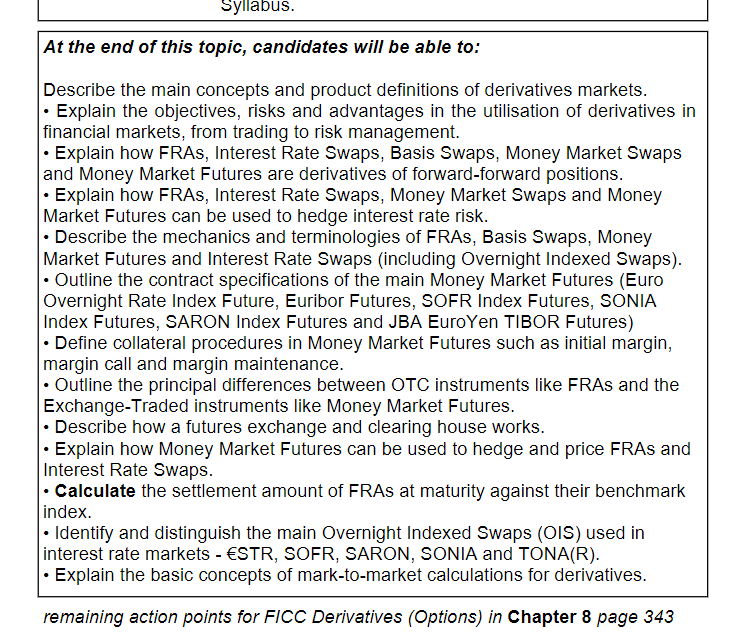 Syllabus.
At the end of this topic, candidates will be able to:
Describe the main concepts and product definitions of derivatives markets.
• Explain the objectives, risks and advantages in the utilisation of derivatives in
financial markets, from trading to risk management.
• Explain how FRAs, Interest Rate Swaps, Basis Swaps, Money Market Swaps
and Money Market Futures are derivatives of forward-forward positions.
• Explain how FRAs, Interest Rate Swaps, Money Market Swaps and Money
Market Futures can be used to hedge interest rate risk.
• Describe the mechanics and terminologies of FRAs, Basis Swaps, Money
Market Futures and Interest Rate Swaps (including Overnight Indexed Swaps).
• Outline the contract specifications of the main Money Market Futures (Euro
Overnight Rate Index Future, Euribor Futures, SOFR Index Futures, SONIA
Index Futures, SARON Index Futures and JBA EuroYen TIBOR Futures)
• Define collateral procedures in Money Market Futures such as initial margin,
margin call and margin maintenance.
• Outline the principal differences between OTC instruments like FRAs and the
Exchange-Traded instruments like Money Market Futures.
• Describe how a futures exchange and clearing house works.
• Explain how Money Market Futures can be used to hedge and price FRAs and
Interest Rate Swaps.
• Calculate the settlement amount of FRAs at maturity against their benchmark
index.
• Identify and distinguish the main Overnight Indexed Swaps (OIS) used in
interest rate markets - €STR, SOFR, SARON, SONIA and TONA(R).
• Explain the basic concepts of mark-to-market calculations for derivatives.
remaining action points for FICC Derivatives (Options) in Chapter 8 page 343